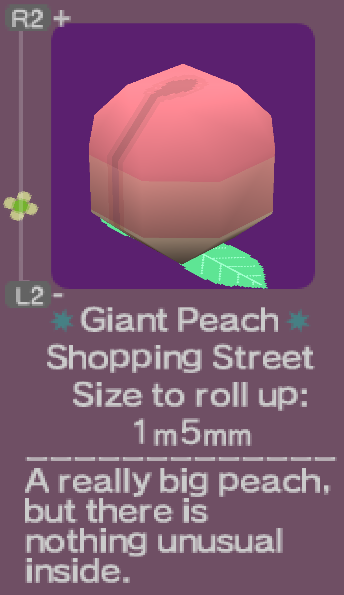 R2 +
L2 -
Giant Peach
Shopping Street
Size to roll up:
1m5mm
A really big peach,
but there is
nothing unusual
inside.